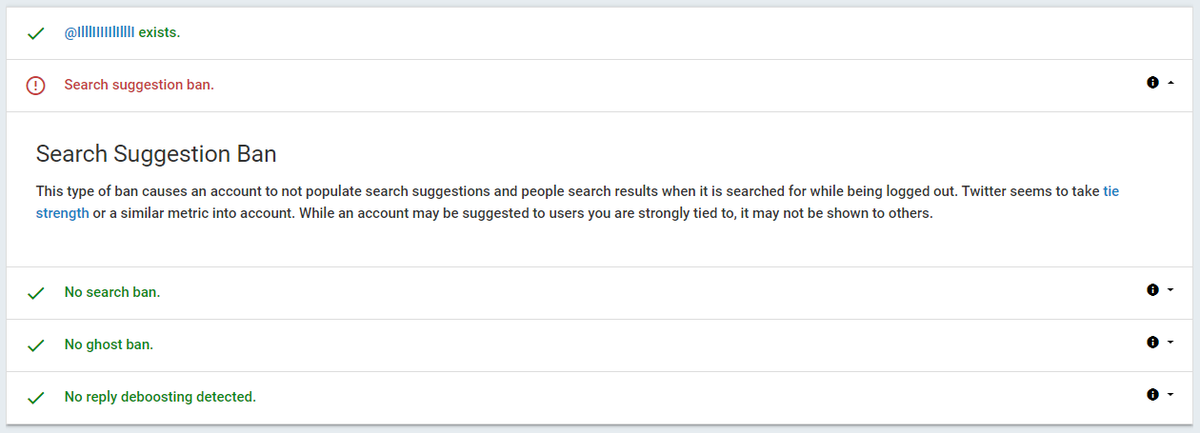 exists.
Search suggestion ban.
Search Suggestion Ban
This type of ban causes an account to not populate search suggestions and people search results when it is searched for while being logged out. Twitter seems to take tie
strength or a similar metric into account. While an account may be suggested to users you are strongly tied to, it may not be shown to others.
No search ban.
No ghost ban.
No reply deboosting detected.